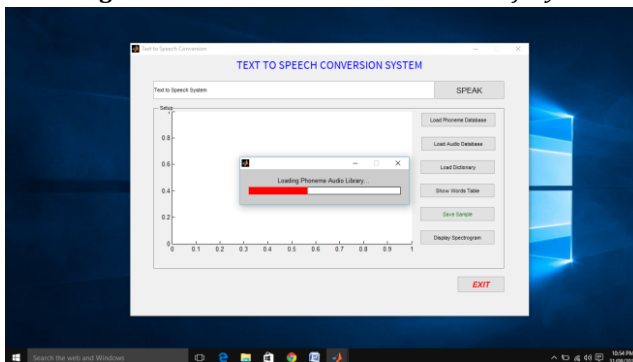 Text to Speech Conversion
TEXT TO SPEECH CONVERSION SYSTEM
Text to Speech System
SPEAK
Setup
Load Phoneme Database
Load Audio Database
Load Dictionary
Show Words Table
Save Sample
Display Spectrogram
EXIT
Loading Phoneme Audio Library...
0.8
0.6
0.4
0.2
0
0 0.1 0.2 0.3 0.4 0.5 0.6 0.7 0.8 0.9 1
Search the web and Windows
10:54 PM